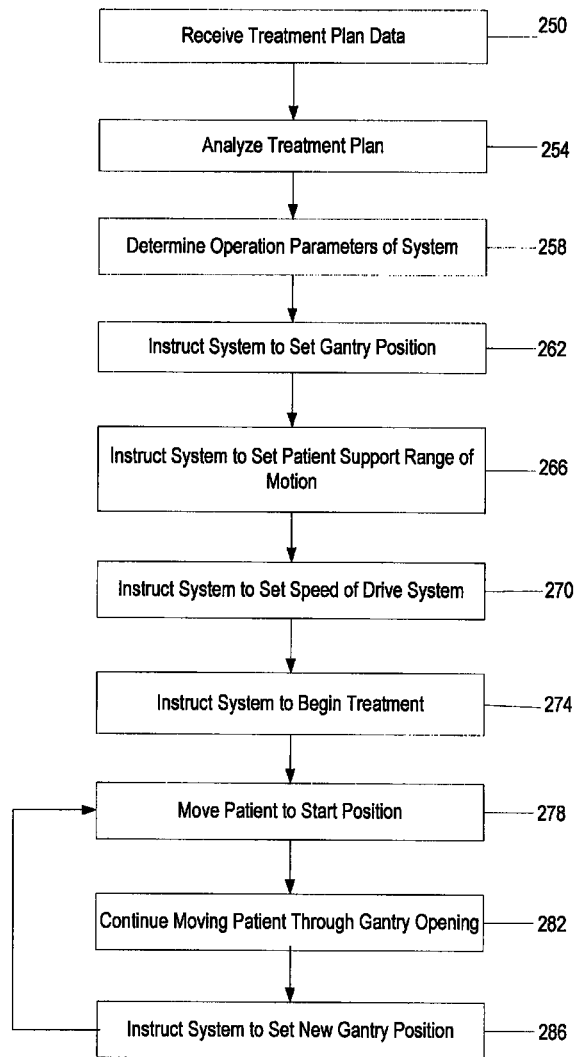 Receive Treatment Plan Data 250
Analyze Treatment Plan 254
Determine Operation Parameters of System 258
Instruct System to Set Gantry Position 262
Instruct System to Set Patient Support Range of
Motion 266
Instruct System to Set Speed of Drive System 270
Instruct System to Begin Treatment 274
Move Patient to Start Position 278
Continue Moving Patient Through Gantry Opening 282
Instruct System to Set New Gantry Position 286